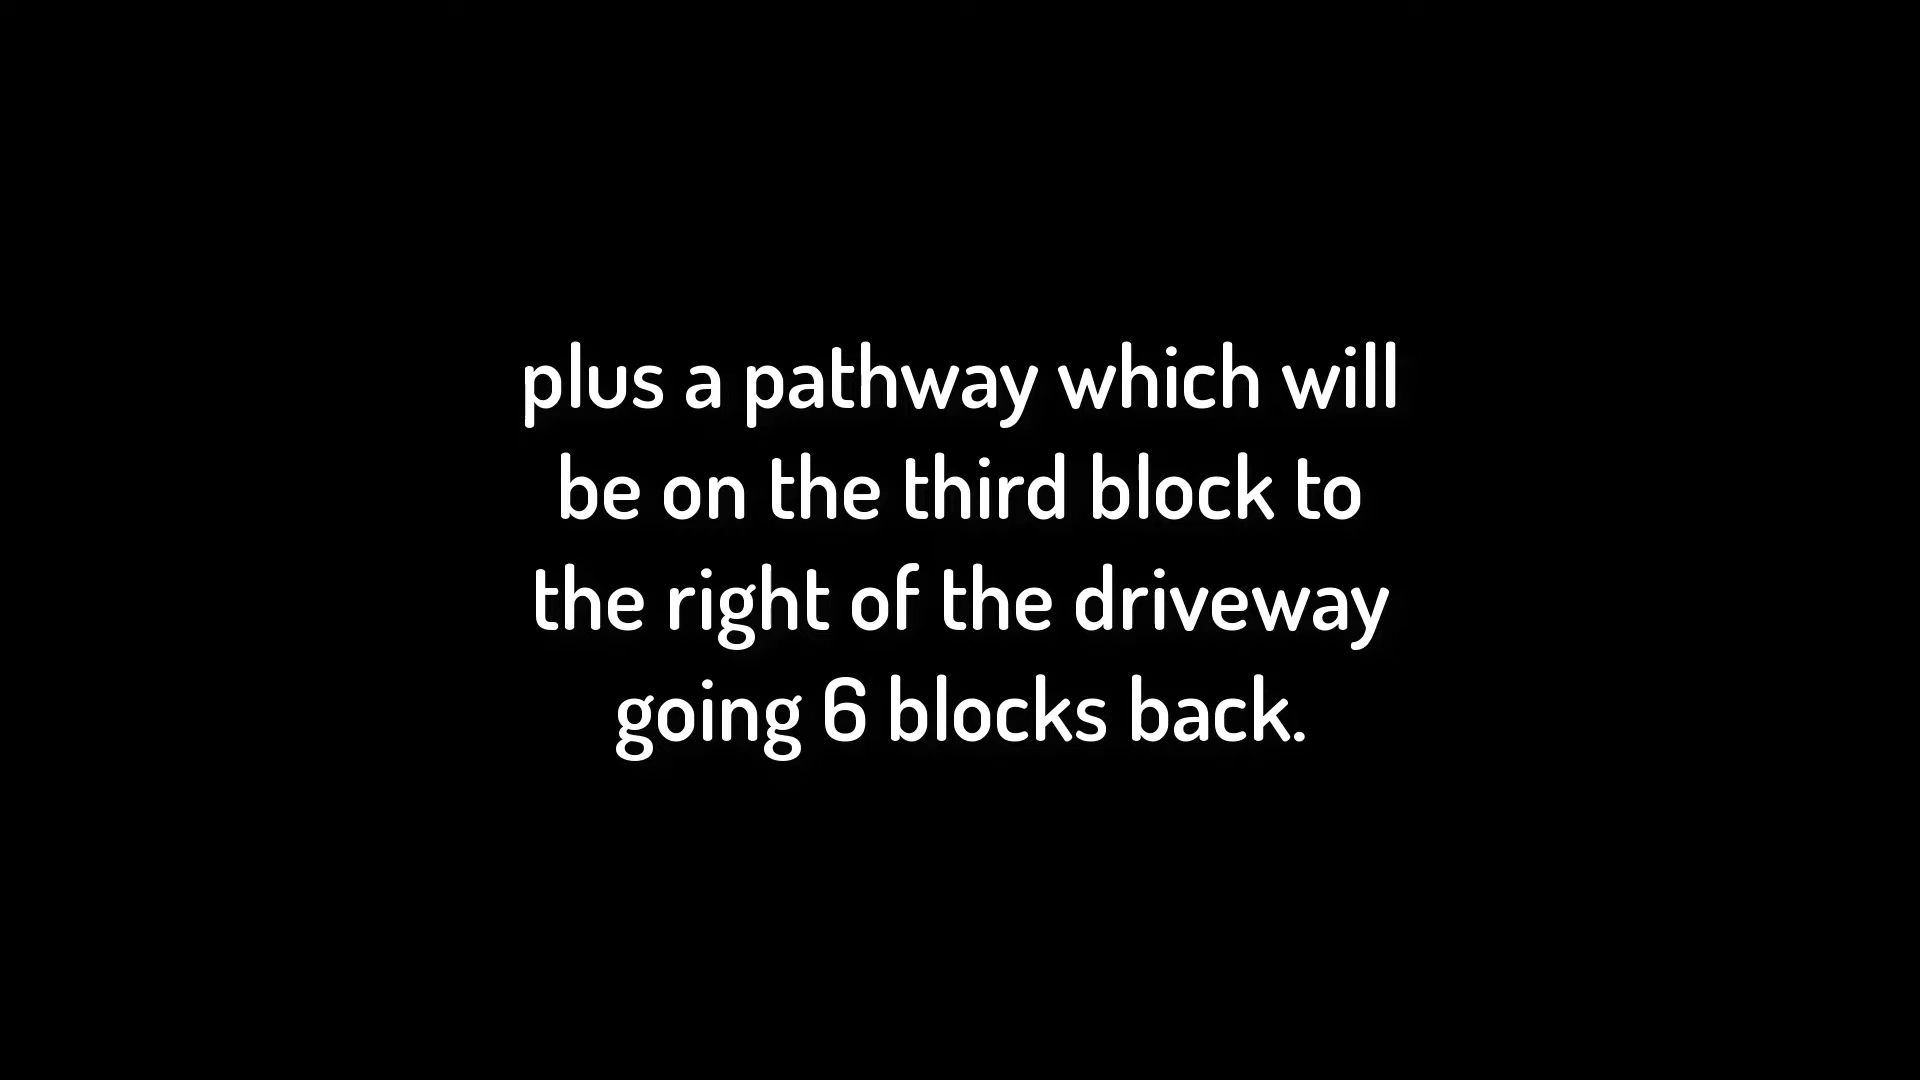 plus a pathway which will
be on the third block to
the right of the driveway
going 6 blocks back.